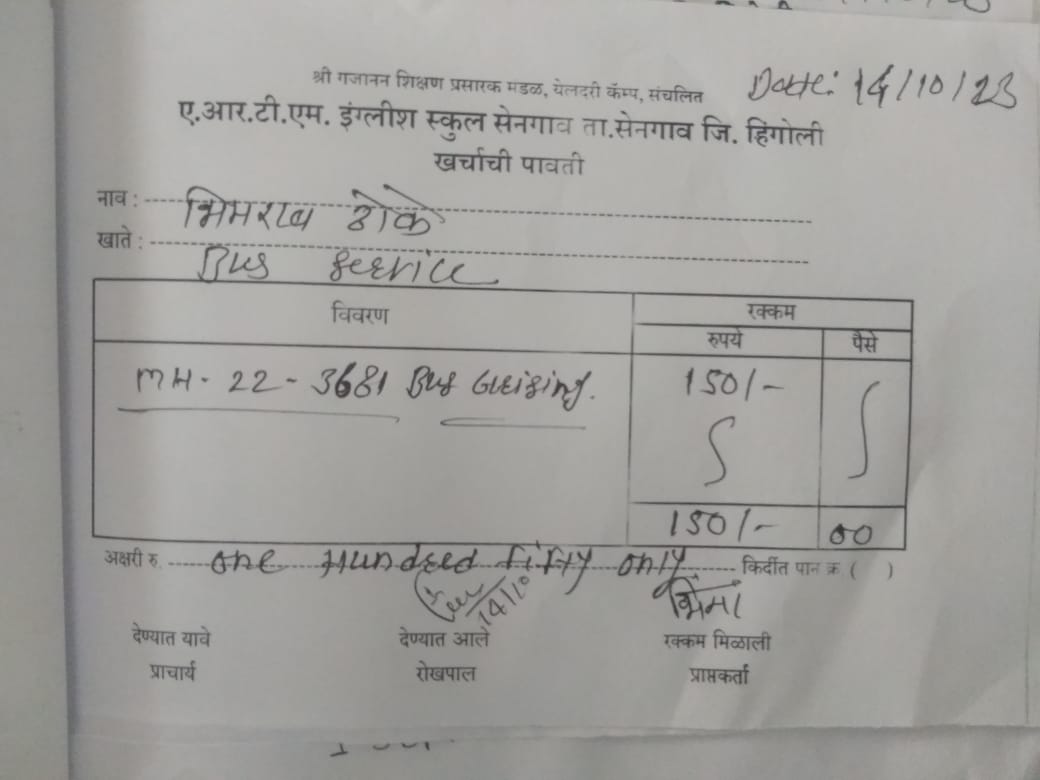 श्री गजानन शिक्षण प्रसारक मंडळ, येलदरी कॅम्प, संचलित
Date: 14/10/23
ए.आर.टी.एम. इंग्लीश स्कुल सेनगाव ता.सेनगाव जि. हिंगोली
खर्चाची पावती
नाव : भिमराव ठोके
खाते : Bus Service
विवरण
रक्कम
रुपये
पैसे
MH-22-3681 Bus 150/-
150/- 00
अक्षरी रु. one Hundred fifty only किर्दीत पान क्र ( )
14/10
भिमा
देण्यात यावे
देण्यात आले
रक्कम मिळाली
प्राचार्य
रोखपाल
प्राप्तकर्ता